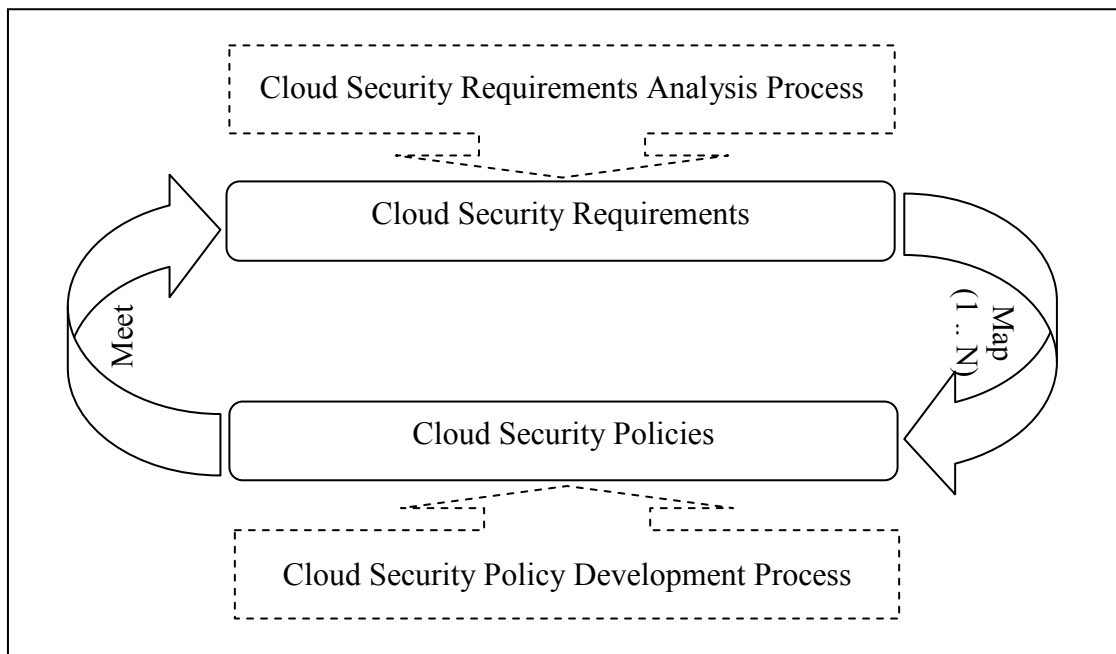 Cloud Security Requirements Analysis Process
Cloud Security Requirements
Meet
Map
(1 .. N)
Cloud Security Policies
Cloud Security Policy Development Process